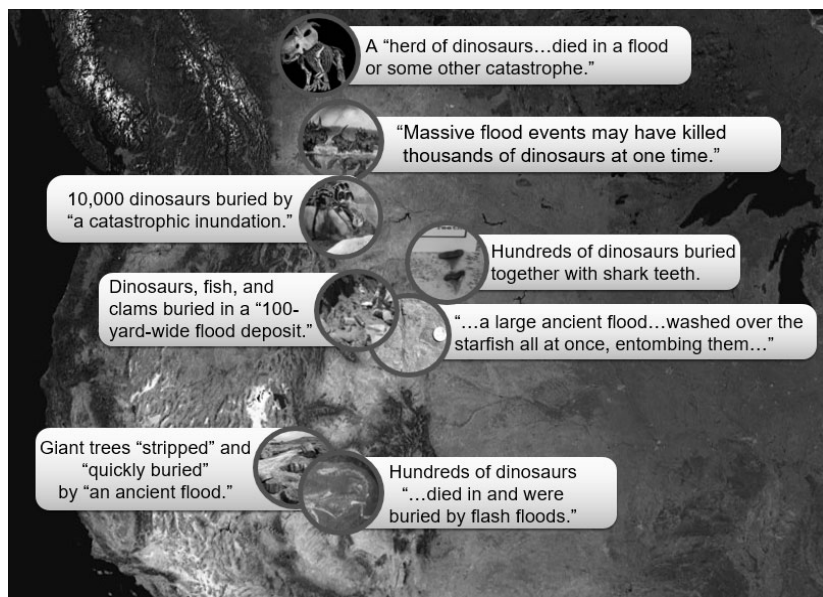 A “herd of dinosaurs…died in a flood
or some other catastrophe.”
“Massive flood events may have killed
thousands of dinosaurs at one time.”
10,000 dinosaurs buried by
“a catastrophic inundation.”
Hundreds of dinosaurs buried
together with shark teeth.
Dinosaurs, fish, and
clams buried in a “100-
yard-wide flood deposit.”
“…a large ancient flood…washed over the
starfish all at once, entombing them…”
Giant trees “stripped” and
“quickly buried”
by “an ancient flood.”
Hundreds of dinosaurs
“…died in and were
buried by flash floods.”